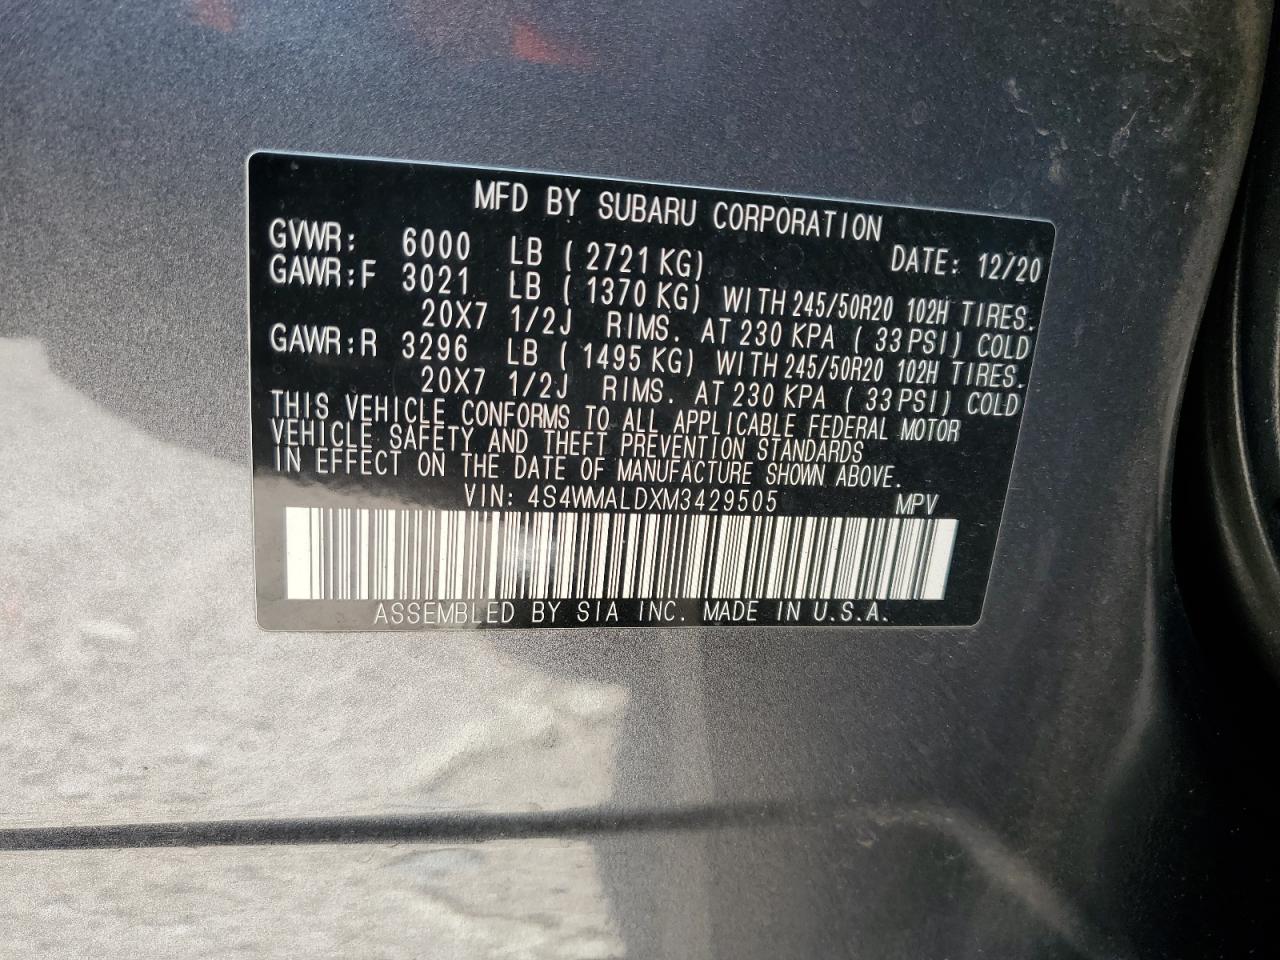 MFD BY SUBARU CORPORATION
GVWR: 6000 LB ( 2721 KG) DATE: 12/20
GAWR:F 3021 LB ( 1370 KG) WITH 245/50R20 102H TIRES.
20X7 1/2J RIMS. AT 230 KPA ( 33 PSI) COLD
GAWR:R 3296 LB ( 1495 KG) WITH 245/50R20 102H TIRES.
20X7 1/2J RIMS. AT 230 KPA ( 33 PSI) COLD
THIS VEHICLE CONFORMS TO ALL APPLICABLE FEDERAL MOTOR
VEHICLE SAFETY AND THEFT PREVENTION STANDARDS
IN EFFECT ON THE DATE OF MANUFACTURE SHOWN ABOVE.
VIN: 4S4WMALDXM3429505 MPV
ASSEMBLED BY SIA INC. MADE IN U.S.A.